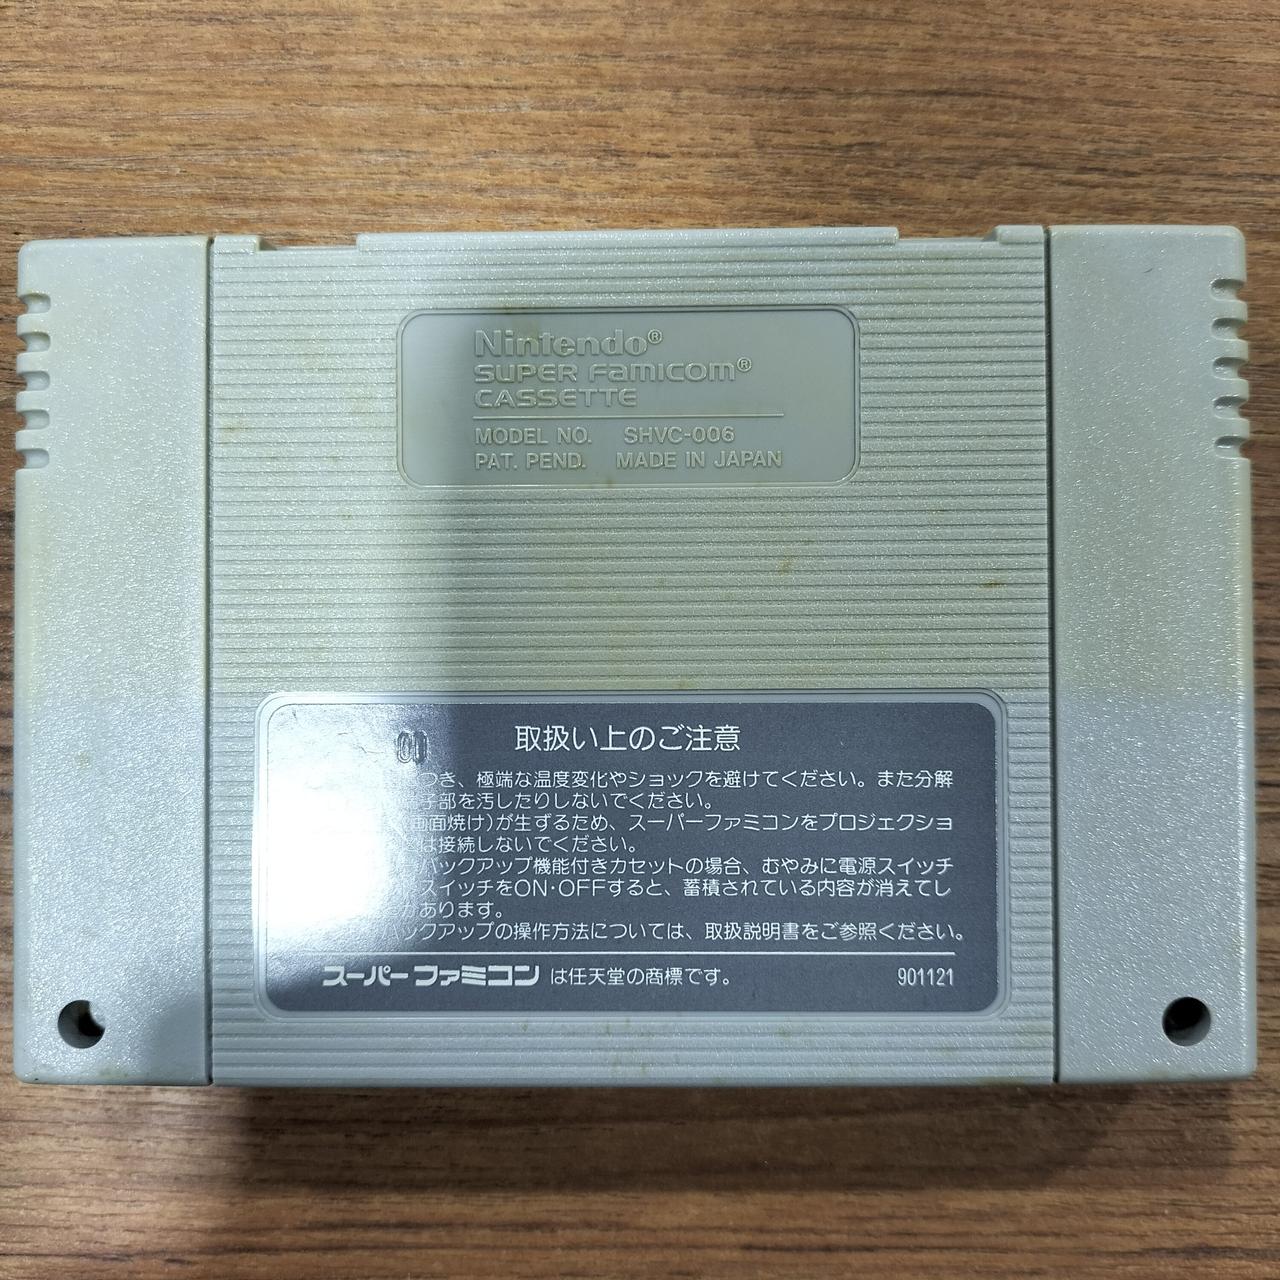 Nintendo®
SUPER Famicom®
CASSETTE
MODEL NO. SHVC-006
PAT. PEND. MADE IN JAPAN
00
取扱い上のご注意
つき、極端な温度変化やショックを避けてください。また分解
子部を汚したりしないでください。
画面焼け)が生ずるため、スーパーファミコンをプロジェクショ
は接続しないでください。
バックアップ機能付きカセットの場合、むやみに電源スイッチ
スイッチをON・OFFすると、蓄積されている内容が消えてし
があります。
バックアップの操作方法については、取扱説明書をご参照ください。
スーパーファミコン は任天堂の商標です。 901121